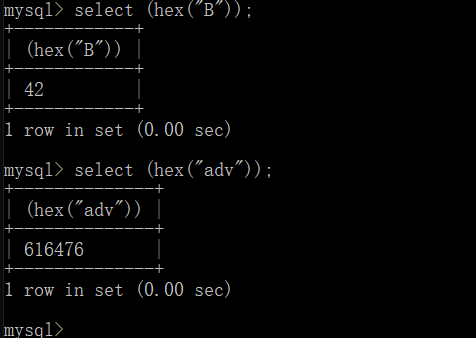 mysql> select (hex("B"));
+------------+
| (hex("B")) |
+------------+
| 42         |
+------------+
1 row in set (0.00 sec)
mysql> select (hex("adv"));
+--------------+
| (hex("adv")) |
+--------------+
| 616476       |
+--------------+
1 row in set (0.00 sec)
mysql>